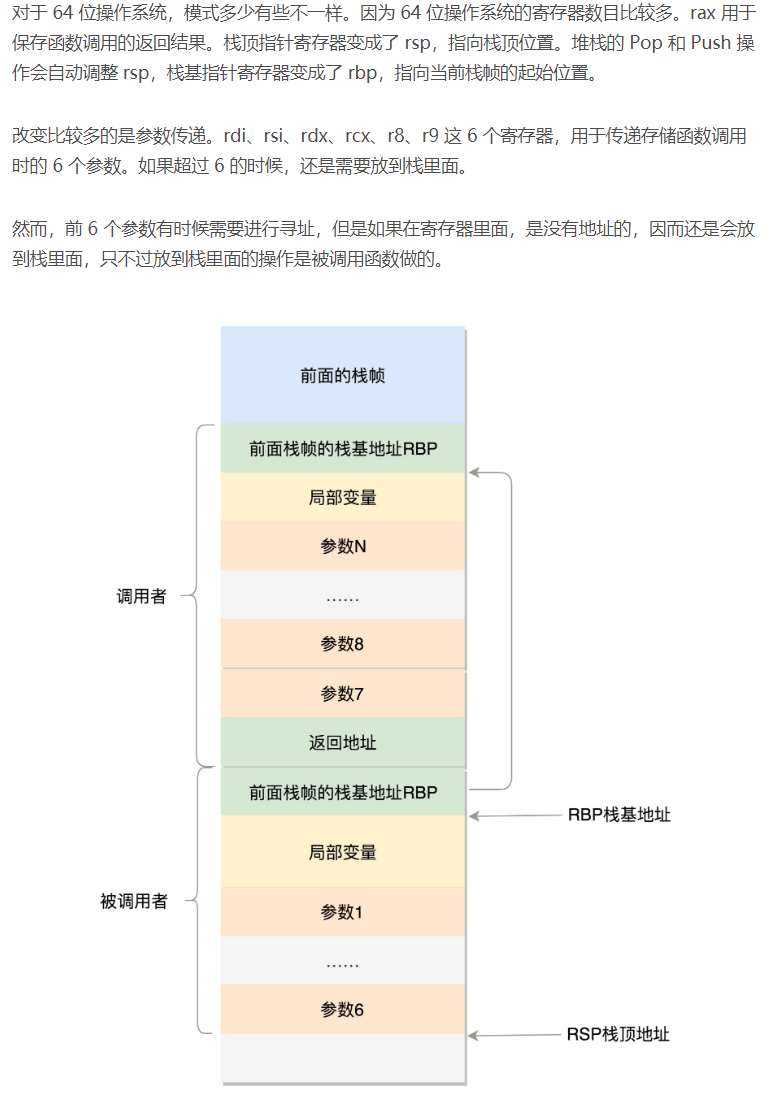 对于 64 位操作系统，模式多少有些不一样。因为 64 位操作系统的寄存器数目比较多。rax 用于
保存函数调用的返回结果。栈顶指针寄存器变成了 rsp，指向栈顶位置。堆栈的 Pop 和 Push 操
作会自动调整 rsp，栈基指针寄存器变成了 rbp，指向当前栈帧的起始位置。
改变比较多的是参数传递。rdi、rsi、rdx、rcx、r8、r9 这 6 个寄存器，用于传递存储函数调用
时的 6 个参数。如果超过 6 的时候，还是需要放到栈里面。
然而，前 6 个参数有时候需要进行寻址，但是如果在寄存器里面，是没有地址的，因而还是会放
到栈里面，只不过放到栈里面的操作是被调用函数做的。
前面的栈帧
前面栈帧的栈基地址RBP
局部变量
参数N
……
调用者
参数8
参数7
返回地址
前面栈帧的栈基地址RBP
RBP栈基地址
局部变量
被调用者
参数1
……
参数6
RSP栈顶地址